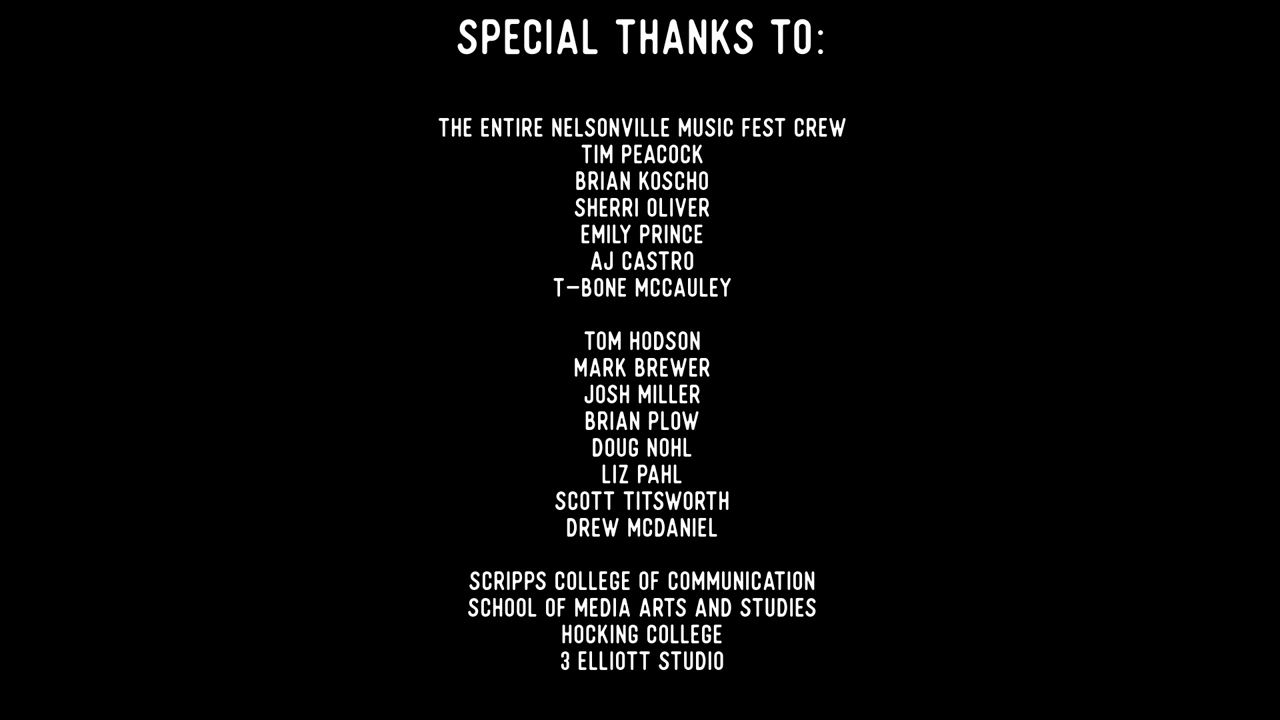 SPECIAL THANKS TO:
THE ENTIRE NELSONVILLE MUSIC FEST CREW
TIM PEACOCK
BRIAN KOSCHO
SHERRI OLIVER
EMILY PRINCE
AJ CASTRO
T-BONE MCCAULEY
TOM HODSON
MARK BREWER
JOSH MILLER
BRIAN PLOW
DOUG NOHL
LIZ PAHL
SCOTT TITSWORTH
DREW MCDANIEL
SCRIPPS COLLEGE OF COMMUNICATION
SCHOOL OF MEDIA ARTS AND STUDIES
HOCKING COLLEGE
3 ELLIOTT STUDIO